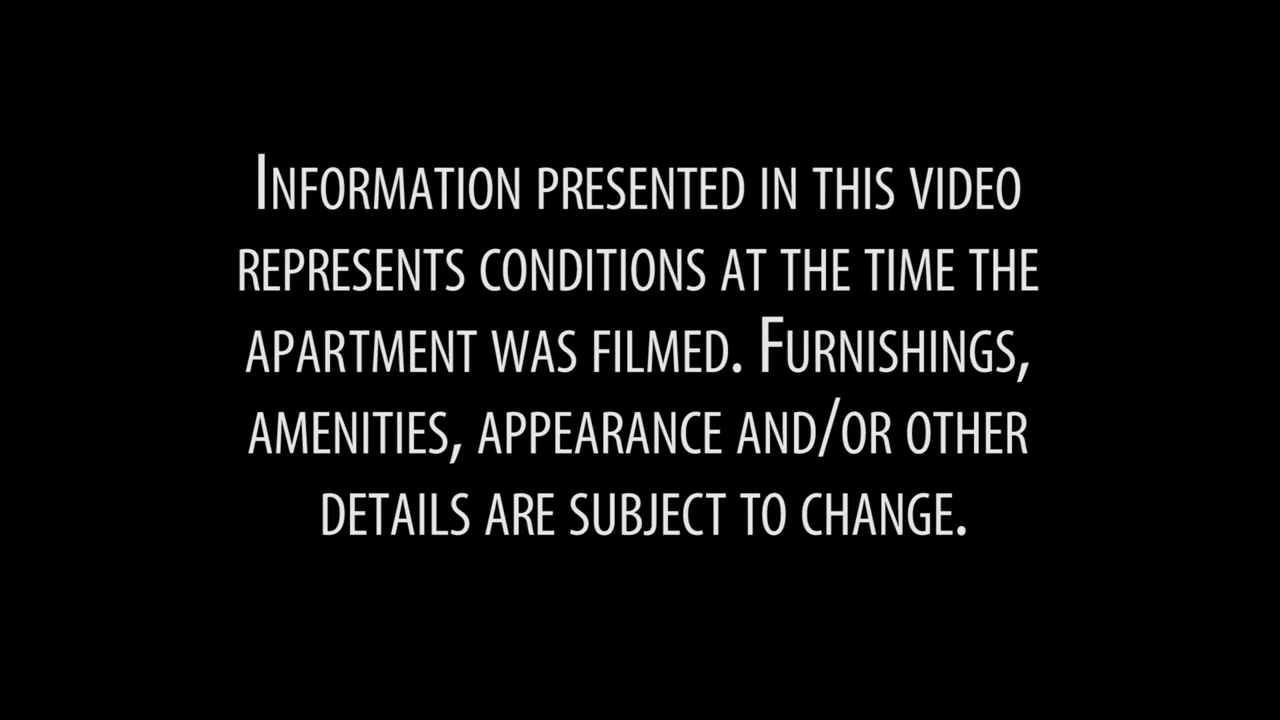 Information presented in this video
represents conditions at the time the
apartment was filmed. Furnishings,
amenities, appearance and/or other
details are subject to change.